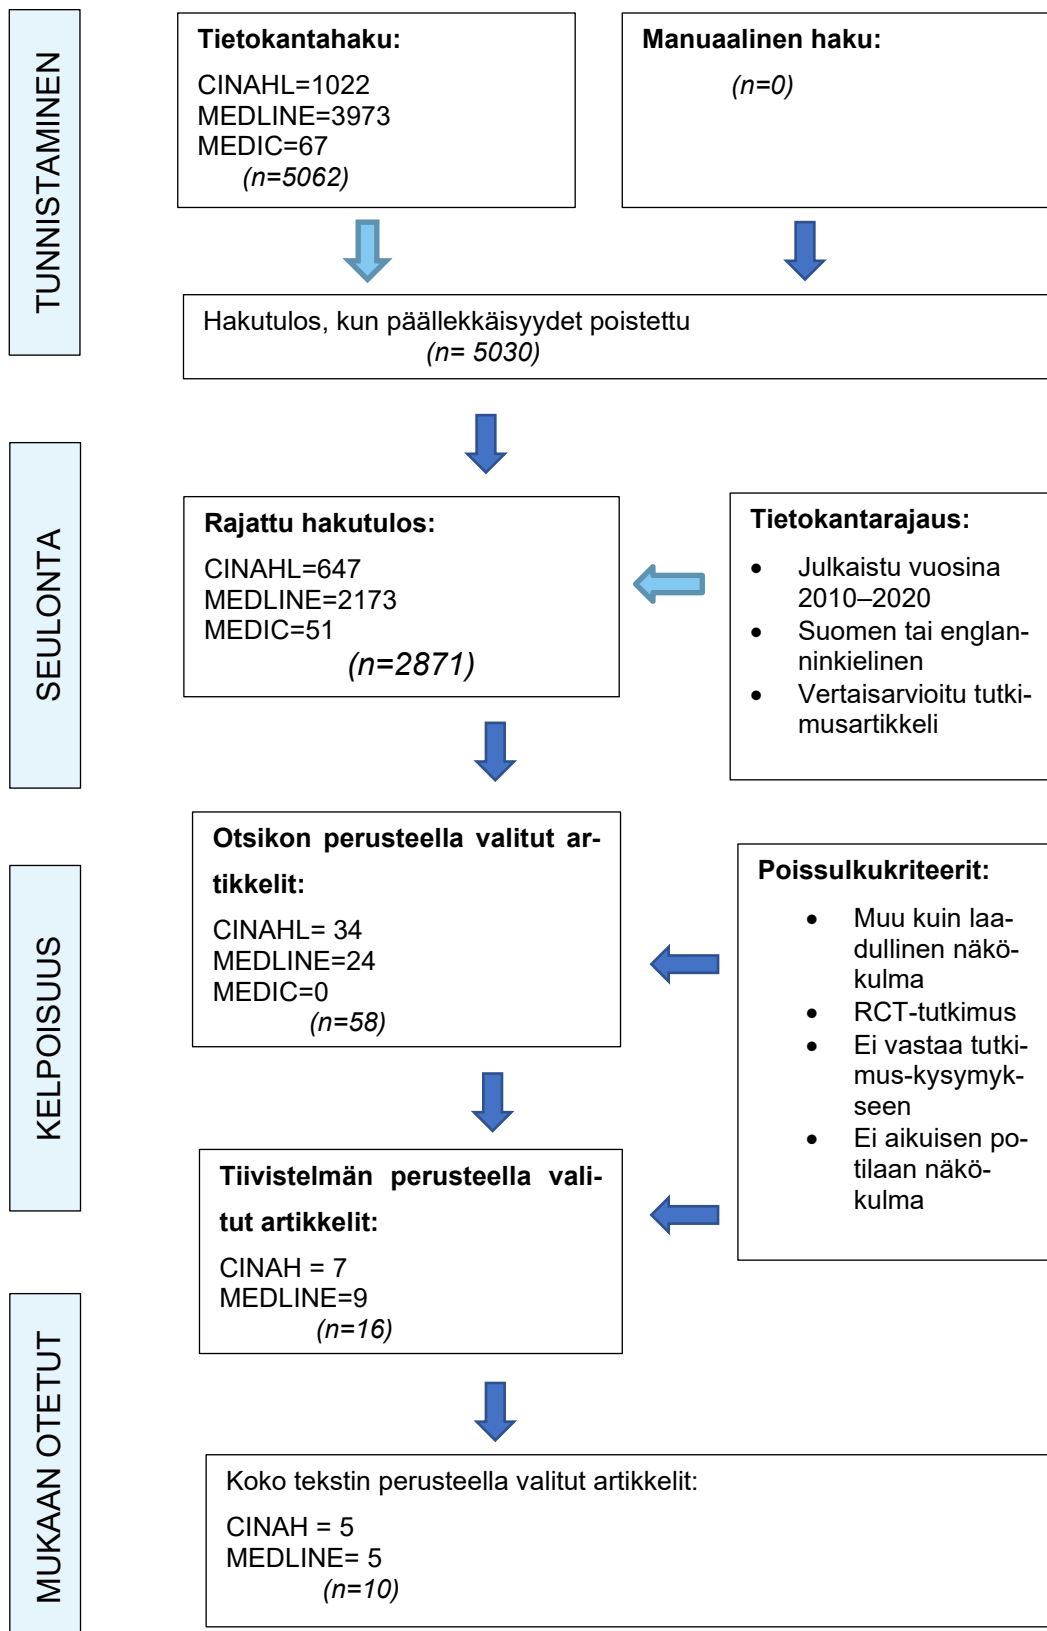 TUNNISTAMINEN
Tietokantahaku:
CINAHL=1022
MEDLINE=3973
MEDIC=67
(n=5062)
Manuaalinen haku:
(n=0)
Hakutulos, kun päällekkäisyydet poistettu
(n= 5030)
SEULONTA
Rajattu hakutulos:
CINAHL=647
MEDLINE=2173
MEDIC=51
(n=2871)
Tietokantarajaus:
• Julkaistu vuosina
2010–2020
• Suomen tai englan-
ninkielinen
• Vertaisarvioitu tutki-
musartikkeli
KELPOISUUS
Otsikon perusteella valitut ar-
tikkelit:
CINAHL= 34
MEDLINE=24
MEDIC=0
(n=58)
Poissulkukriteerit:
• Muu kuin laa-
dullinen näkö-
kulma
• RCT-tutkimus
• Ei vastaa tutki-
mus-kysymyk-
seen
• Ei aikuisen po-
tilaan näkö-
kulma
Tiivistelmän perusteella vali-
tut artikkelit:
CINAH = 7
MEDLINE=9
(n=16)
MUKAAN OTETUT
Koko tekstin perusteella valitut artikkelit:
CINAH = 5
MEDLINE= 5
(n=10)